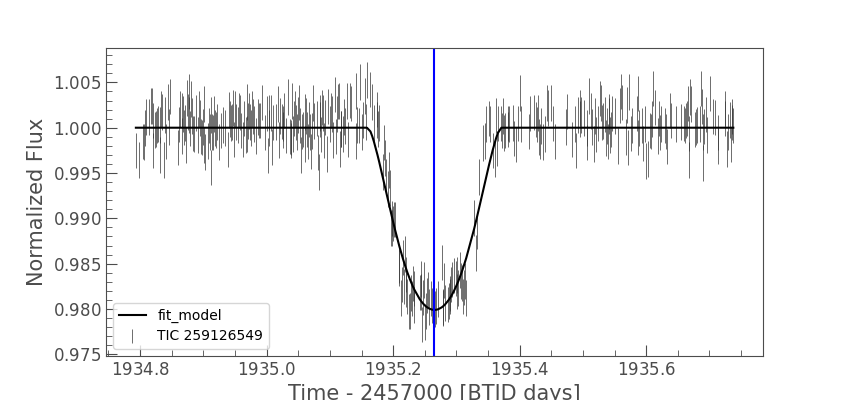 Normalized Flux
1.005
1.000
0.995
0.990
0.985
0.980
0.975
fit_model
TIC 259126549
1934.8 1935.0 1935.2 1935.4 1935.6
Time - 2457000 [BTJD days]